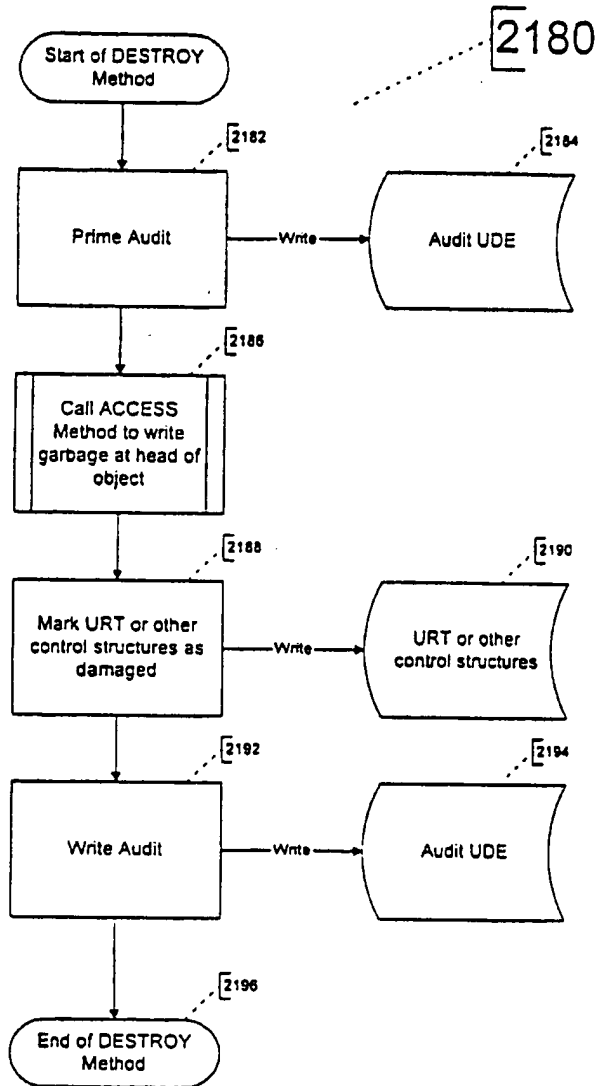 2180
Start of DESTROY
Method
2182
2184
Prime Audit
Write
Audit UDE
2186
Call ACCESS
Method to write
garbage at head of
object
2188
2190
Mark URT or other
control structures as
damaged
Write
URT or other
control structures
2192
2194
Write Audit
Write
Audit UDE
2196
End of DESTROY
Method